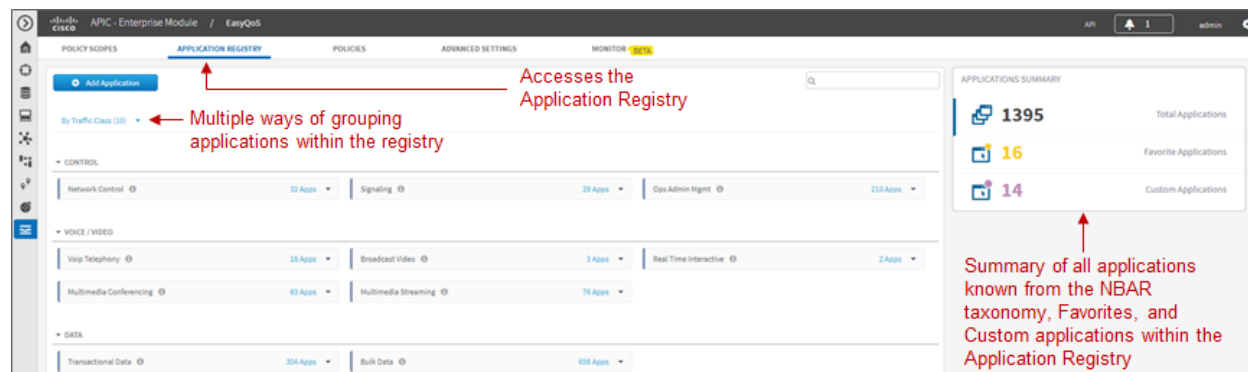 cisco APIC - Enterprise Module / EasyQoS API 1 admin
POLICY SCOPES APPLICATION REGISTRY POLICIES ADVANCED SETTINGS MONITOR BETA
Add Application
Accesses the
Application Registry
By Traffic Class (10)
Multiple ways of grouping
applications within the registry
CONTROL
Network Control 32 Apps Signaling 29 Apps Ops Admin Mgmt 210 Apps
VOICE / VIDEO
Voip Telephony 18 Apps Broadcast Video 3 Apps Real Time Interactive 2 Apps
Multimedia Conferencing 63 Apps Multimedia Streaming 76 Apps
DATA
Transactional Data 304 Apps Bulk Data 658 Apps
APPLICATIONS SUMMARY
1395 Total Applications
16 Favorite Applications
14 Custom Applications
Summary of all applications
known from the NBAR
taxonomy, Favorites, and
Custom applications within the
Application Registry